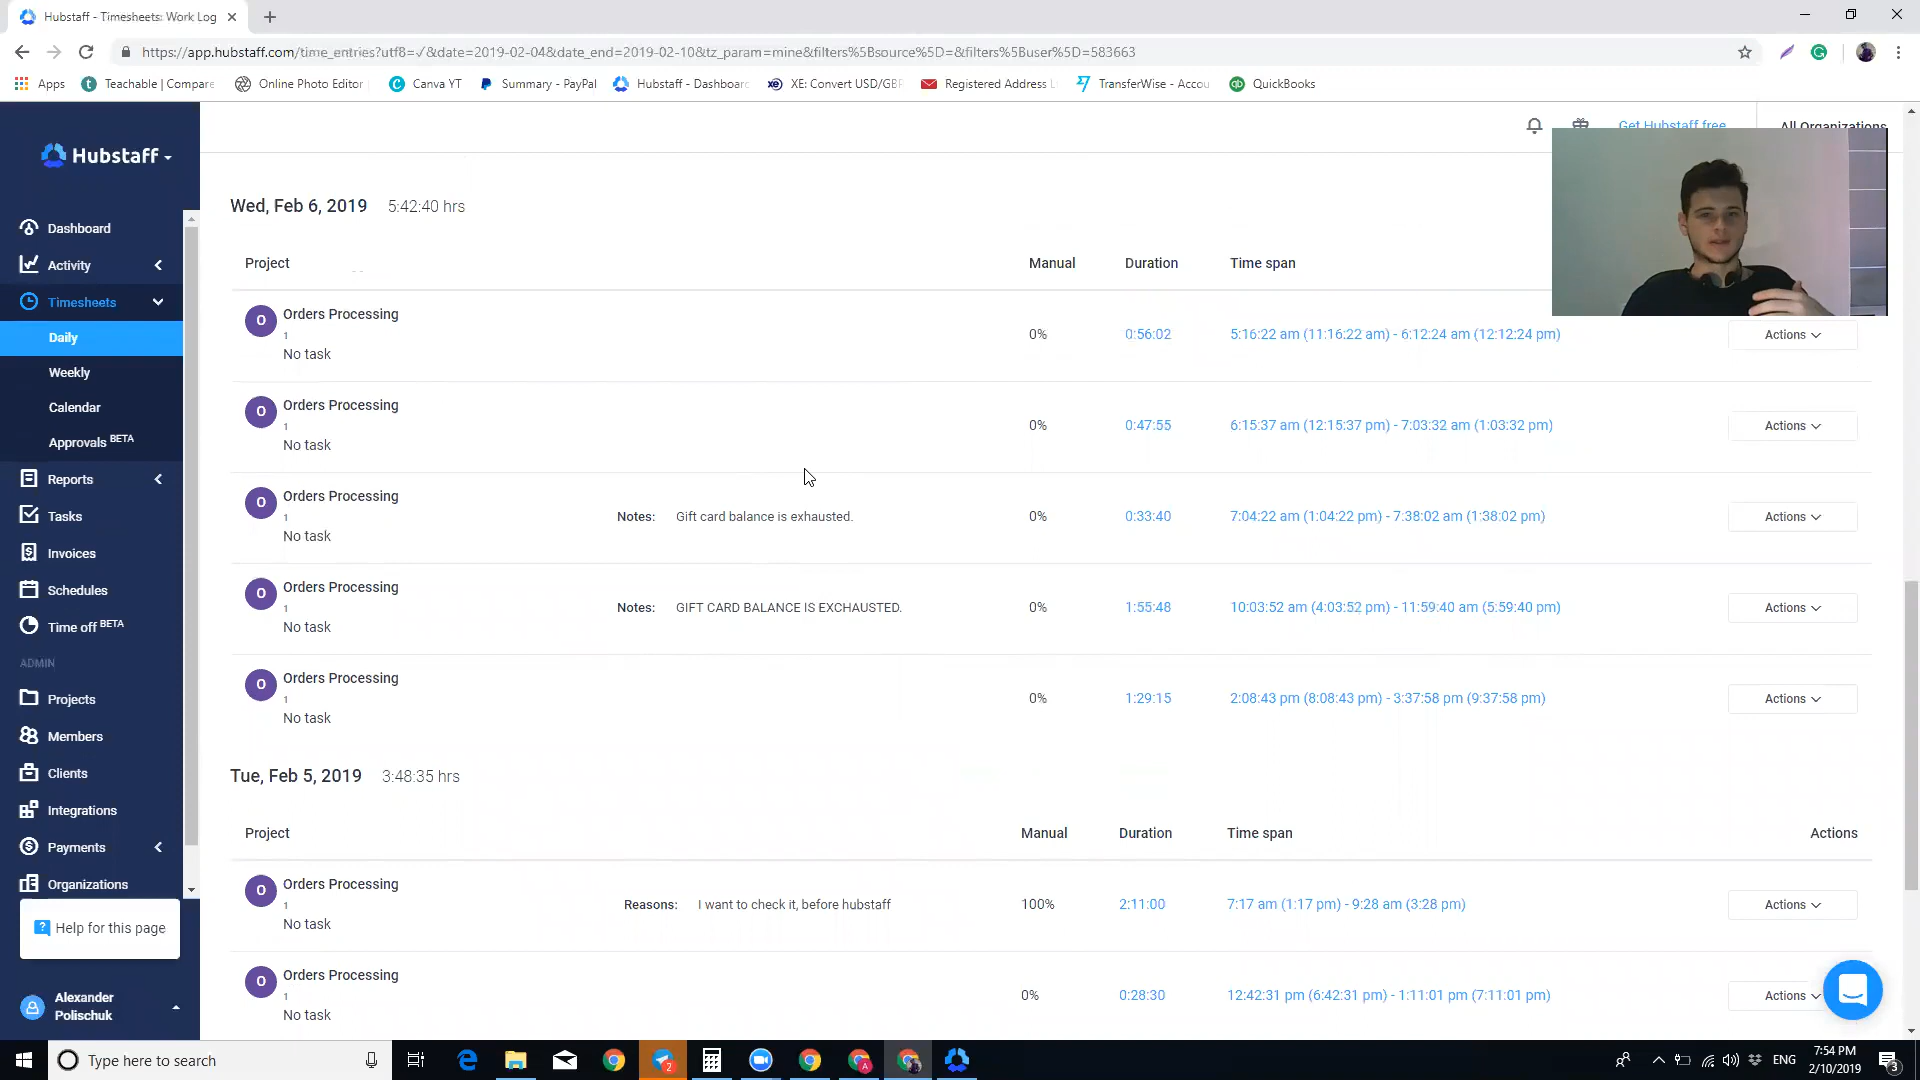 Hubstaff - Timesheets: Work Log
https://app.hubstaff.com/time_entries?utf8=✓&date=2019-02-04&date_end=2019-02-10&tz_param=mine&filters%5Bsource%5D=&filters%5Buser%5D=583663
Apps Teachable | Compare Online Photo Editor Canva YT Summary - PayPal Hubstaff - Dashboard XE: Convert USD/GBP Registered Address TransferWise - Accou QuickBooks
Hubstaff
Get Hubstaff free All Organizations
Dashboard
Activity
Timesheets
Daily
Weekly
Calendar
Approvals BETA
Reports
Tasks
Invoices
Schedules
Time off BETA
ADMIN
Projects
Members
Clients
Integrations
Payments
Organizations
Help for this page
Alexander
Polischuk
Wed, Feb 6, 2019 5:42:40 hrs
Project Manual Duration Time span
O Orders Processing
1
No task
0% 0:56:02 5:16:22 am (11:16:22 am) - 6:12:24 am (12:12:24 pm) Actions
O Orders Processing
1
No task
0% 0:47:55 6:15:37 am (12:15:37 pm) - 7:03:32 am (1:03:32 pm) Actions
O Orders Processing
1
No task
Notes: Gift card balance is exhausted. 0% 0:33:40 7:04:22 am (1:04:22 pm) - 7:38:02 am (1:38:02 pm) Actions
O Orders Processing
1
No task
Notes: GIFT CARD BALANCE IS EXCHAUSTED. 0% 1:55:48 10:03:52 am (4:03:52 pm) - 11:59:40 am (5:59:40 pm) Actions
O Orders Processing
1
No task
0% 1:29:15 2:08:43 pm (8:08:43 pm) - 3:37:58 pm (9:37:58 pm) Actions
Tue, Feb 5, 2019 3:48:35 hrs
Project Manual Duration Time span Actions
O Orders Processing
1
No task
Reasons: I want to check it, before hubstaff 100% 2:11:00 7:17 am (1:17 pm) - 9:28 am (3:28 pm) Actions
O Orders Processing
1
No task
0% 0:28:30 12:42:31 pm (6:42:31 pm) - 1:11:01 pm (7:11:01 pm) Actions
Type here to search
2
A
ENG
7:54 PM
2/10/2019
3